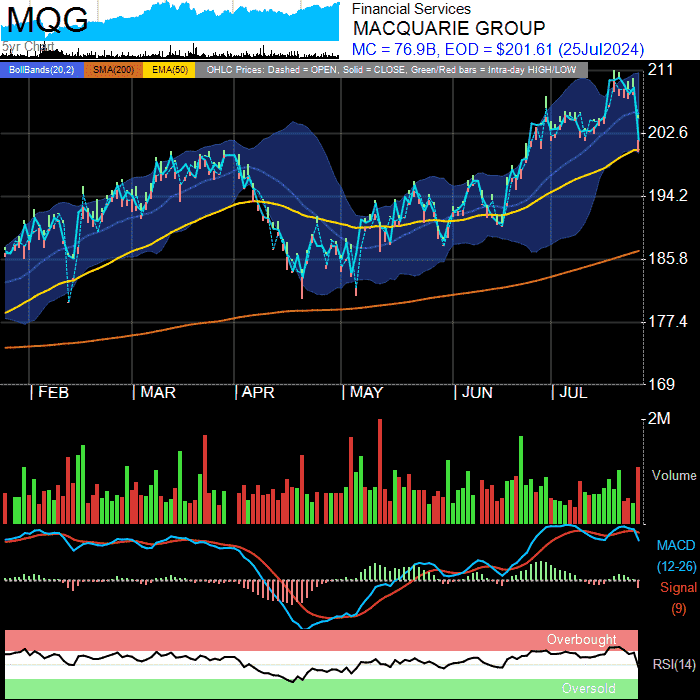 MQG
5yr Chart
Financial Services
MACQUARIE GROUP
MC = 76.9B, EOD = $201.61 (25Jul2024)
BollBands(20,2) SMA(200) EMA(50) OHLC Prices: Dashed = OPEN, Solid = CLOSE, Green/Red bars = Intra-day HIGH/LOW
211
202.6
194.2
185.8
177.4
169
| FEB | MAR | APR | MAY | JUN | JUL
2M
Volume
MACD
(12-26)
Signal
(9)
Overbought
RSI(14)
Oversold